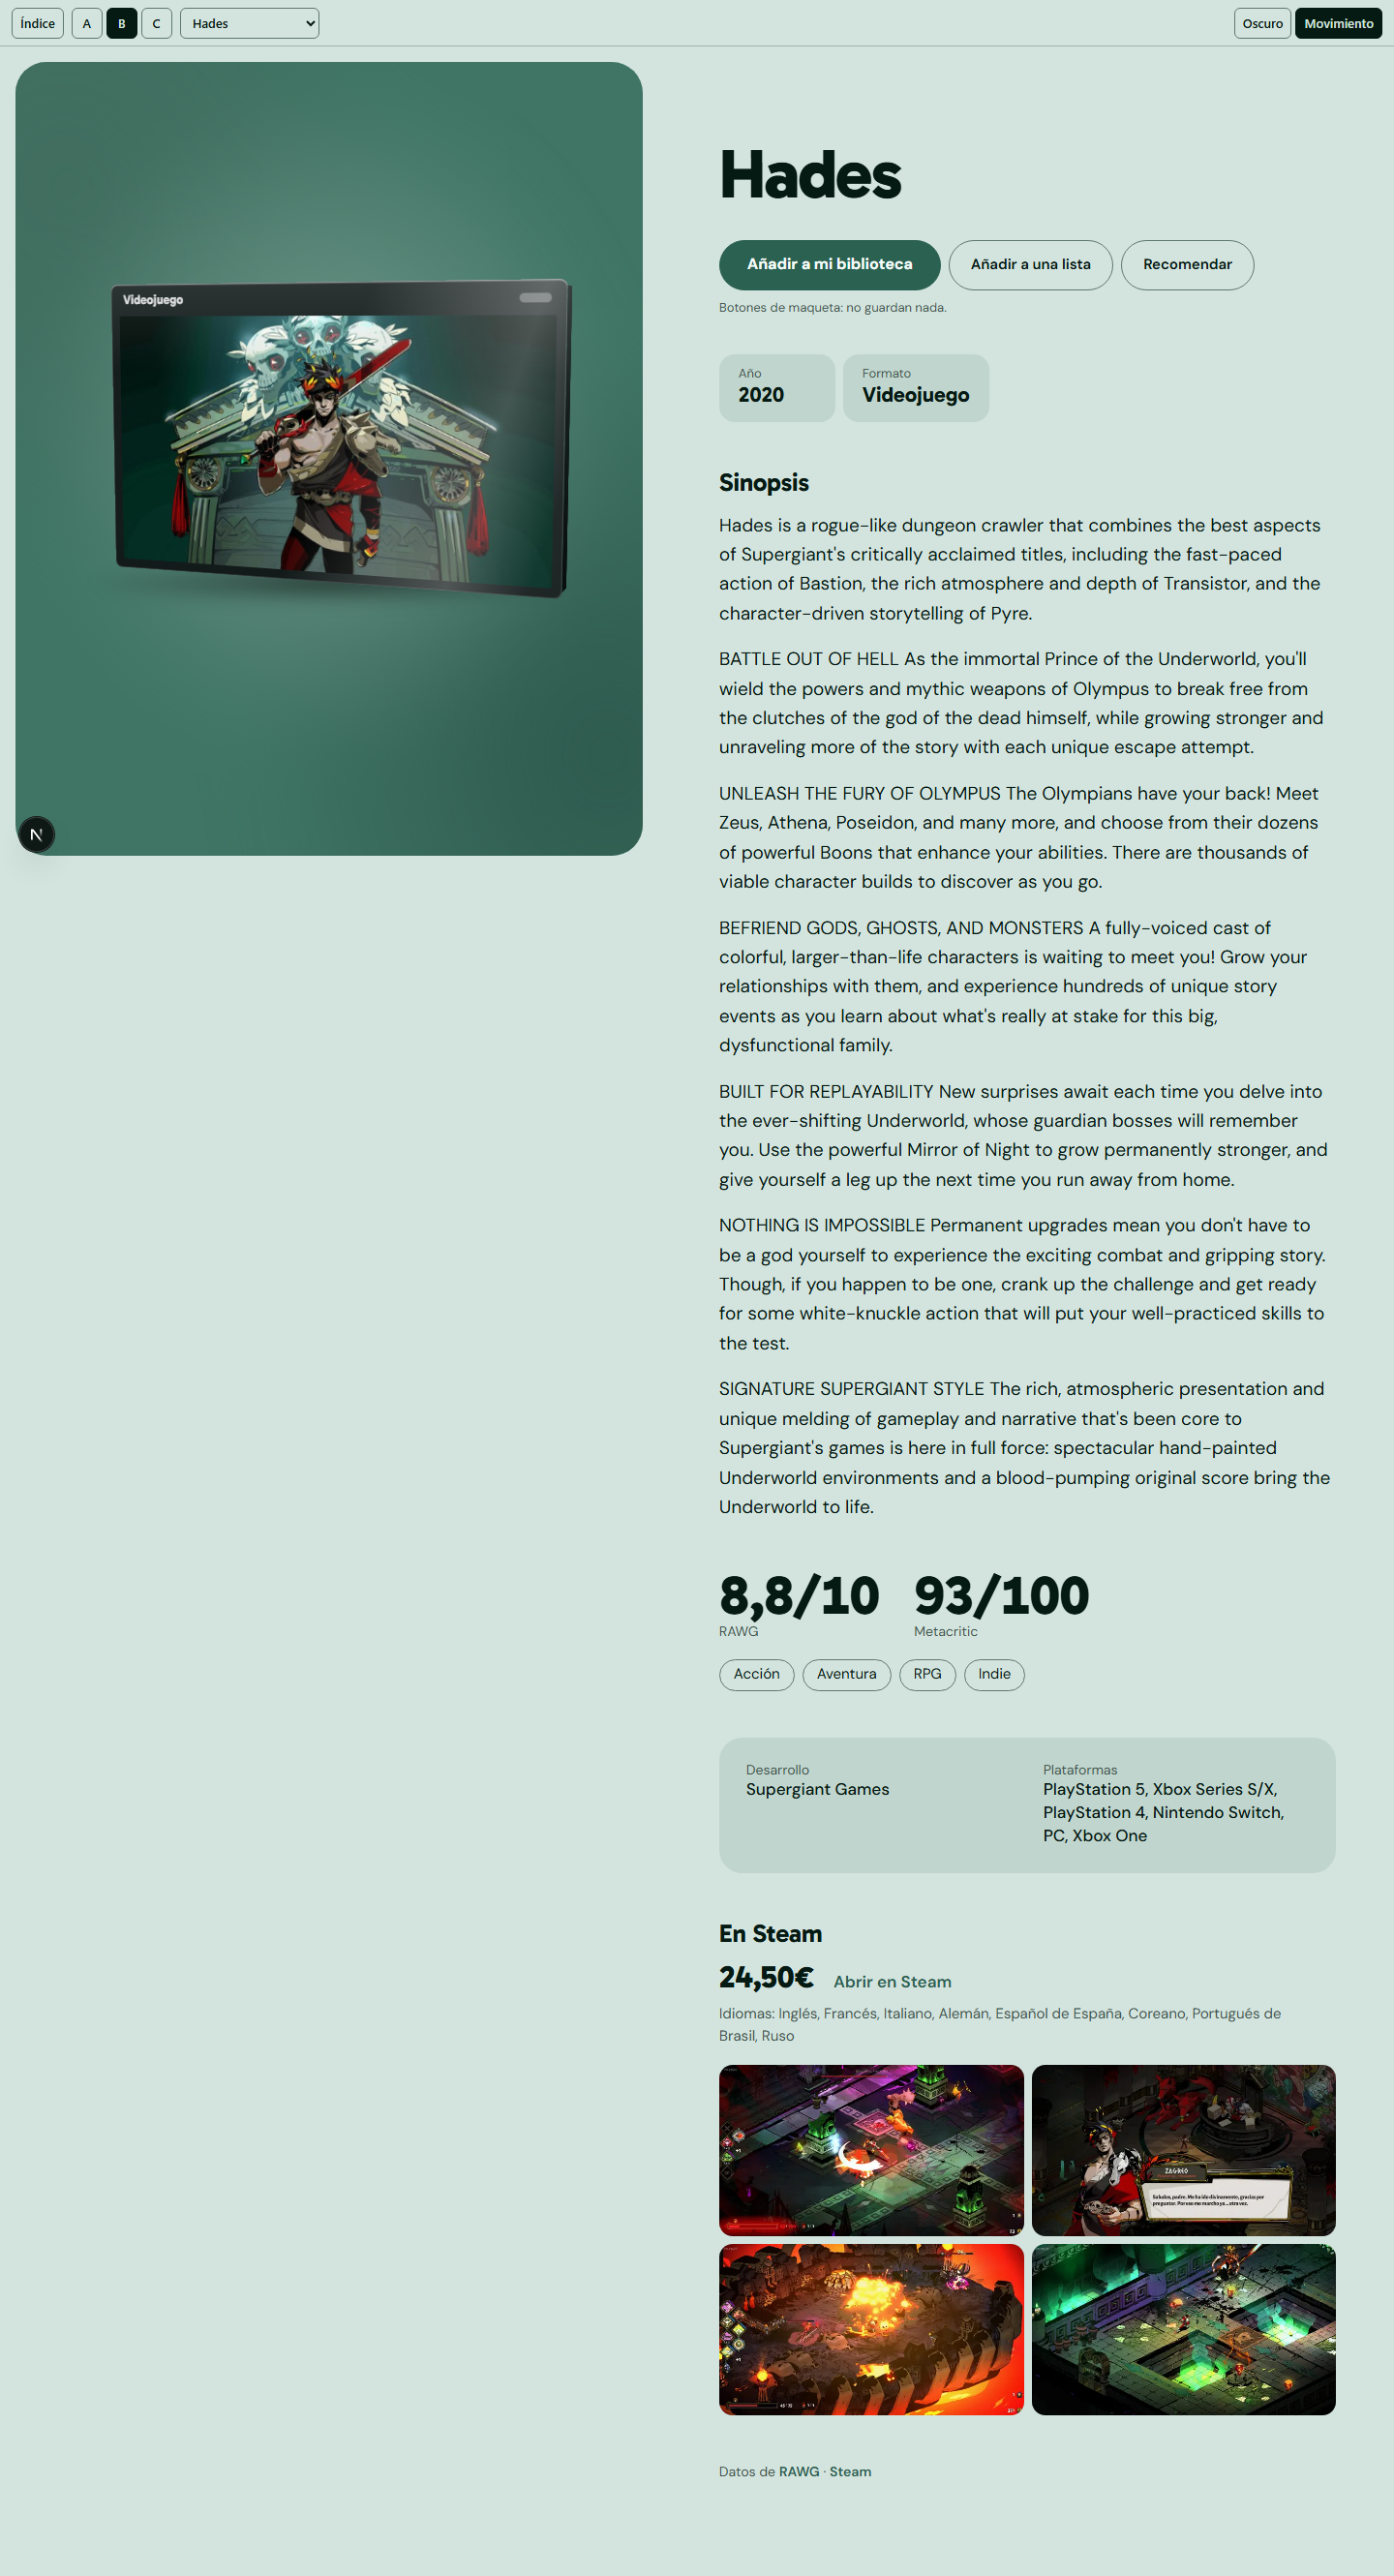 Índice
A
B
C
Hades
Oscuro
Movimiento
Videojuego
N
Hades
Añadir a mi biblioteca
Añadir a una lista
Recomendar
Botones de maqueta: no guardan nada.
Año
2020
Formato
Videojuego
Sinopsis
Hades is a rogue-like dungeon crawler that combines the best aspects
of Supergiant's critically acclaimed titles, including the fast-paced
action of Bastion, the rich atmosphere and depth of Transistor, and the
character-driven storytelling of Pyre.
BATTLE OUT OF HELL As the immortal Prince of the Underworld, you'll
wield the powers and mythic weapons of Olympus to break free from
the clutches of the god of the dead himself, while growing stronger and
unraveling more of the story with each unique escape attempt.
UNLEASH THE FURY OF OLYMPUS The Olympians have your back! Meet
Zeus, Athena, Poseidon, and many more, and choose from their dozens
of powerful Boons that enhance your abilities. There are thousands of
viable character builds to discover as you go.
BEFRIEND GODS, GHOSTS, AND MONSTERS A fully-voiced cast of
colorful, larger-than-life characters is waiting to meet you! Grow your
relationships with them, and experience hundreds of unique story
events as you learn about what's really at stake for this big,
dysfunctional family.
BUILT FOR REPLAYABILITY New surprises await each time you delve into
the ever-shifting Underworld, whose guardian bosses will remember
you. Use the powerful Mirror of Night to grow permanently stronger, and
give yourself a leg up the next time you run away from home.
NOTHING IS IMPOSSIBLE Permanent upgrades mean you don't have to
be a god yourself to experience the exciting combat and gripping story.
Though, if you happen to be one, crank up the challenge and get ready
for some white-knuckle action that will put your well-practiced skills to
the test.
SIGNATURE SUPERGIANT STYLE The rich, atmospheric presentation and
unique melding of gameplay and narrative that's been core to
Supergiant's games is here in full force: spectacular hand-painted
Underworld environments and a blood-pumping original score bring the
Underworld to life.
8,8/10
RAWG
93/100
Metacritic
Acción
Aventura
RPG
Indie
Desarrollo
Supergiant Games
Plataformas
PlayStation 5, Xbox Series S/X,
PlayStation 4, Nintendo Switch,
PC, Xbox One
En Steam
24,50€
Abrir en Steam
Idiomas: Inglés, Francés, Italiano, Alemán, Español de España, Coreano, Portugués de
Brasil, Ruso
ZAGREO
Saludos, padre. Me ha ido divinamente, gracias por
preguntar. Por eso me marcho ya... otra vez.
Datos de RAWG · Steam